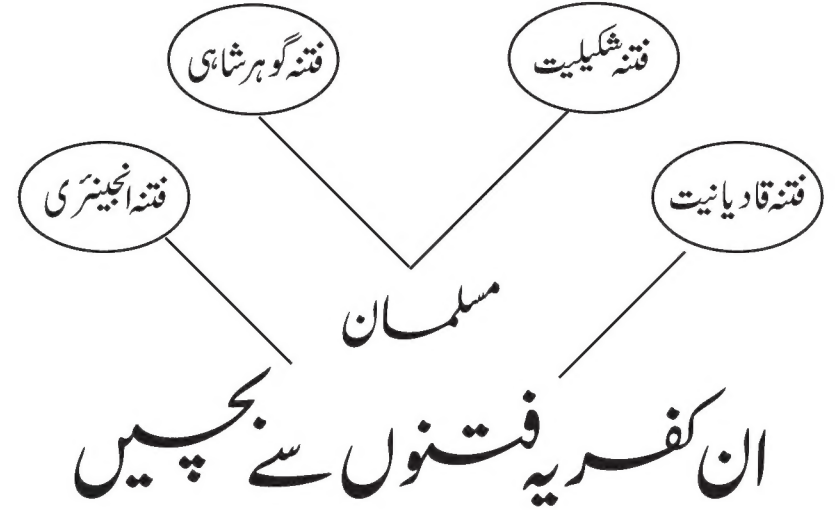 فتنہ شکیلیت
فتنہ گوہر شاہی
فتنہ قادیانیت
فتنہ انجینئری
مسلمان
ان کفریہ فتنوں سے بچیں